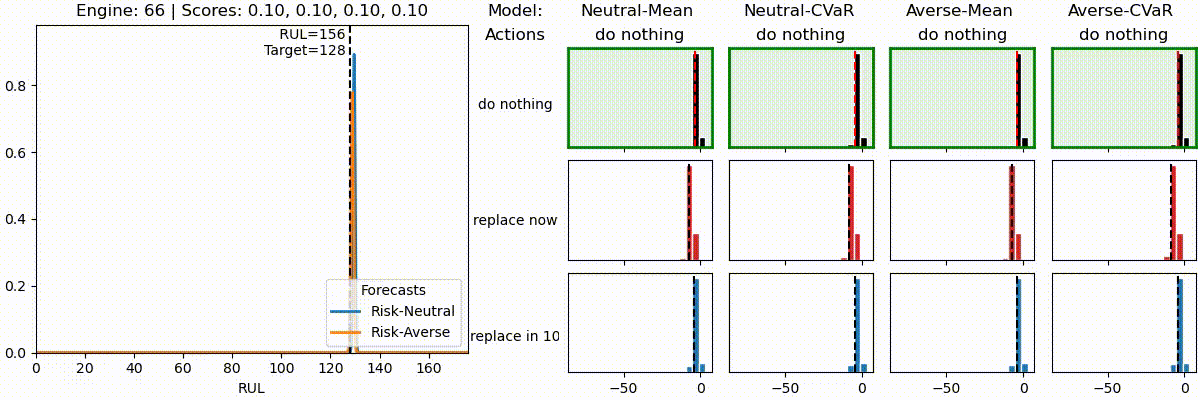 Engine: 66 | Scores: 0.10, 0.10, 0.10, 0.10
RUL=156
Target=128
0.8
0.6
0.4
0.2
0.0
0 20 40 60 80 100 120 140 160
RUL
Forecasts
Risk-Neutral
Risk-Averse
Model: Neutral-Mean Neutral-CVaR Averse-Mean Averse-CVaR
Actions do nothing do nothing do nothing do nothing
do nothing
replace now
replace in 10
−50 0 −50 0 −50 0 −50 0